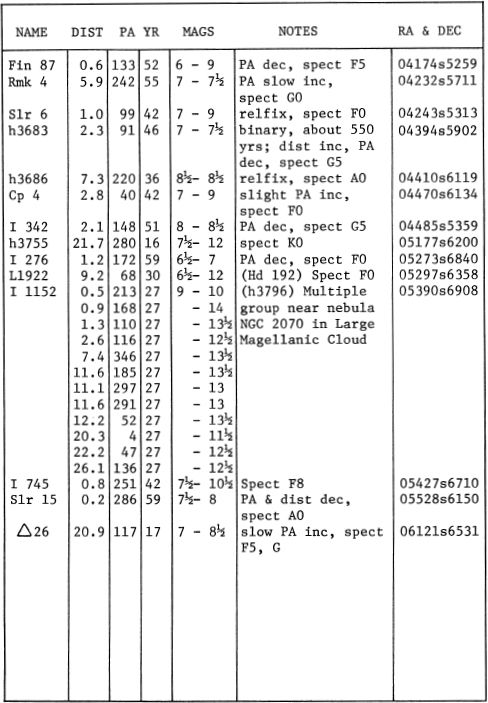 NAME DIST PA YR MAGS NOTES RA & DEC
Fin 87 0.6 133 52 6 - 9 PA dec, spect F5 04174s5259
Rmk 4 5.9 242 55 7 - 7½ PA slow inc, 04232s5711
spect G0
Slr 6 1.0 99 42 7 - 9 relfix, spect F0 04243s5313
h3683 2.3 91 46 7 - 7½ binary, about 550 04394s5902
yrs; dist inc, PA
dec, spect G5
h3686 7.3 220 36 8½- 8½ relfix, spect A0 04410s6119
Cp 4 2.8 40 42 7 - 9 slight PA inc, 04470s6134
spect F0
I 342 2.1 148 51 8 - 8½ PA dec, spect G5 04485s5359
h3755 21.7 280 16 7½- 12 spect K0 05177s6200
I 276 1.2 172 59 6½- 7 PA dec, spect F0 05273s6840
L1922 9.2 68 30 6½- 12 (Hd 192) Spect F0 05297s6358
I 1152 0.5 213 27 9 - 10 (h3796) Multiple 05390s6908
0.9 168 27 - 14 group near nebula
1.3 110 27 - 13½ NGC 2070 in Large
2.6 116 27 - 12½ Magellanic Cloud
7.4 346 27 - 13½
11.6 185 27 - 13½
11.1 297 27 - 13
11.6 291 27 - 13
12.2 52 27 - 13½
20.3 4 27 - 11½
22.2 47 27 - 12½
26.1 136 27 - 12½
I 745 0.8 251 42 7½- 10½ Spect F8 05427s6710
Slr 15 0.2 286 59 7½- 8 PA & dist dec, 05528s6150
spect A0
△26 20.9 117 17 7 - 8½ slow PA inc, spect 06121s6531
F5, G